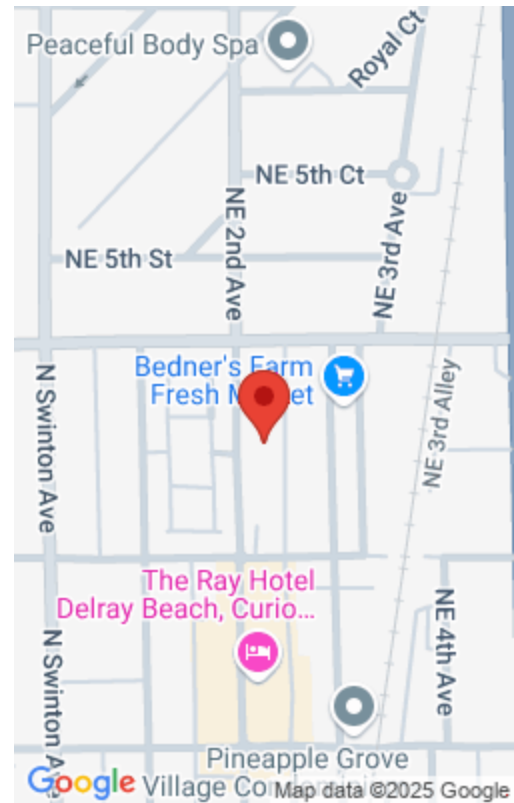 Peaceful Body Spa
Royal Ct
NE 5th Ct
NE 2nd Ave
NE 3rd Ave
NE 5th St
Bedner's Farm
Fresh
NE 3rd Alley
N Swinton Ave
The Ray Hotel
Delray Beach, Curio...
NE 4th Ave
N Swinton
Pineapple Grove
Google
Village
Map data ©2025 Google